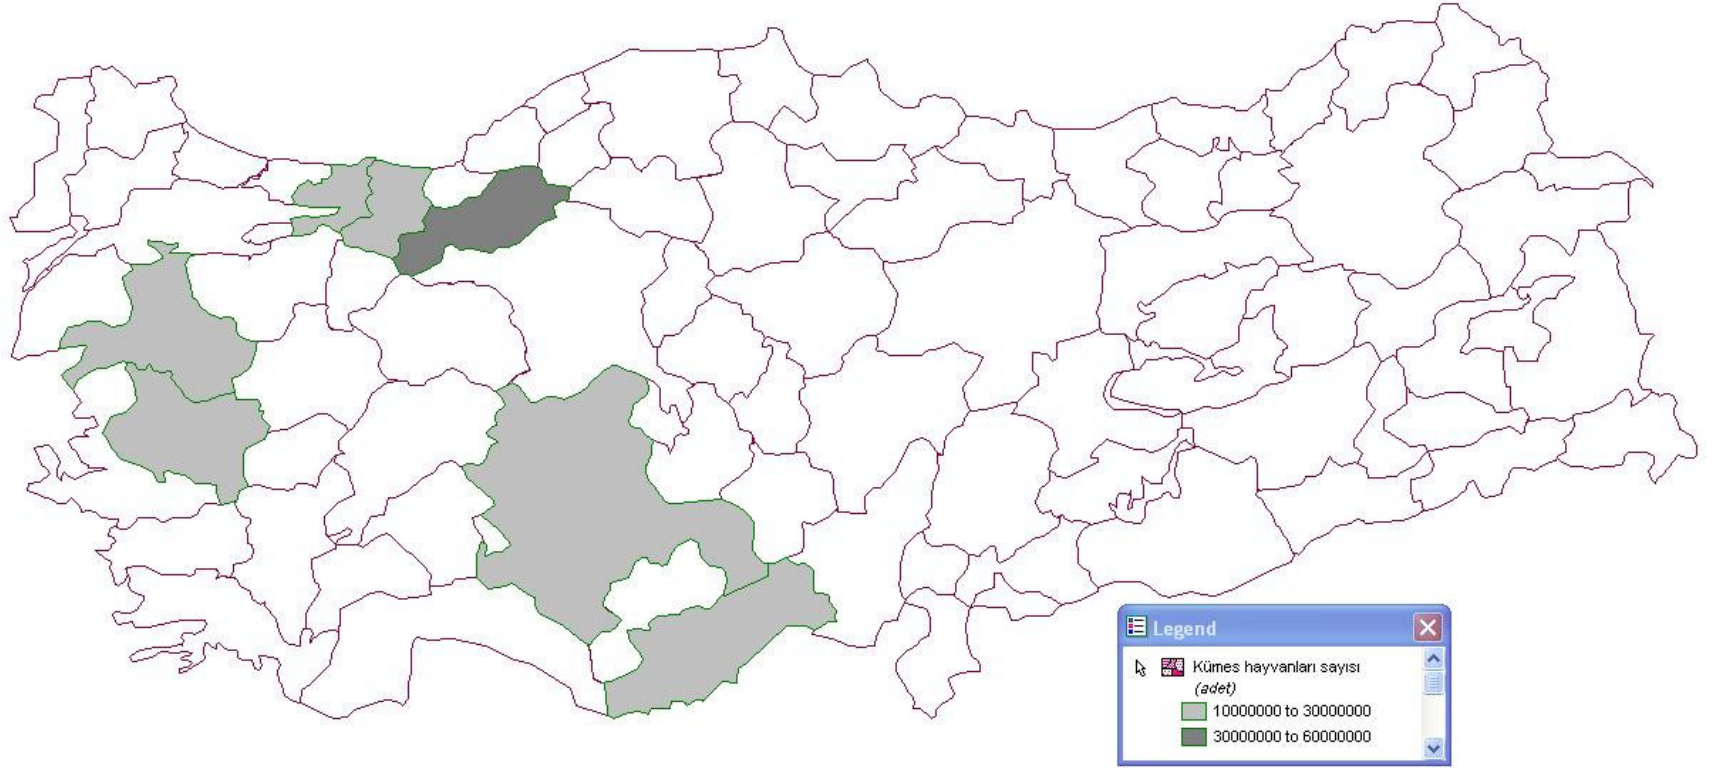 Legend
Kümes hayvanları sayısı
(adet)
10000000 to 30000000
30000000 to 60000000